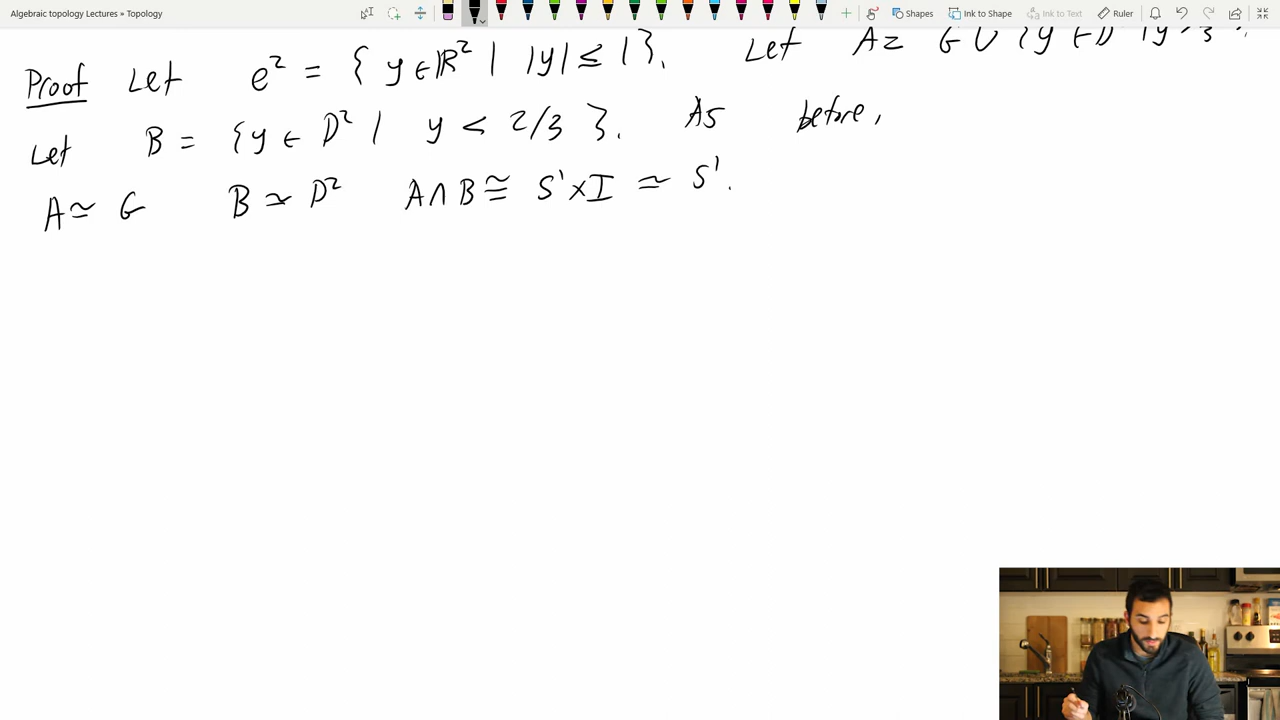 Algebraic topology Lectures » Topology
Shapes Ink to Shape Ink to Text Ruler
Proof Let e² = { y ∈ ℝ² | |y| ≤ 1 }. Let A = G ∪ { y ∈ D² | y >
Let B = { y ∈ D² | y < 2/3 }. As before,
A ≃ G B ≃ D² A ∩ B ≅ S¹ × I ≃ S¹.